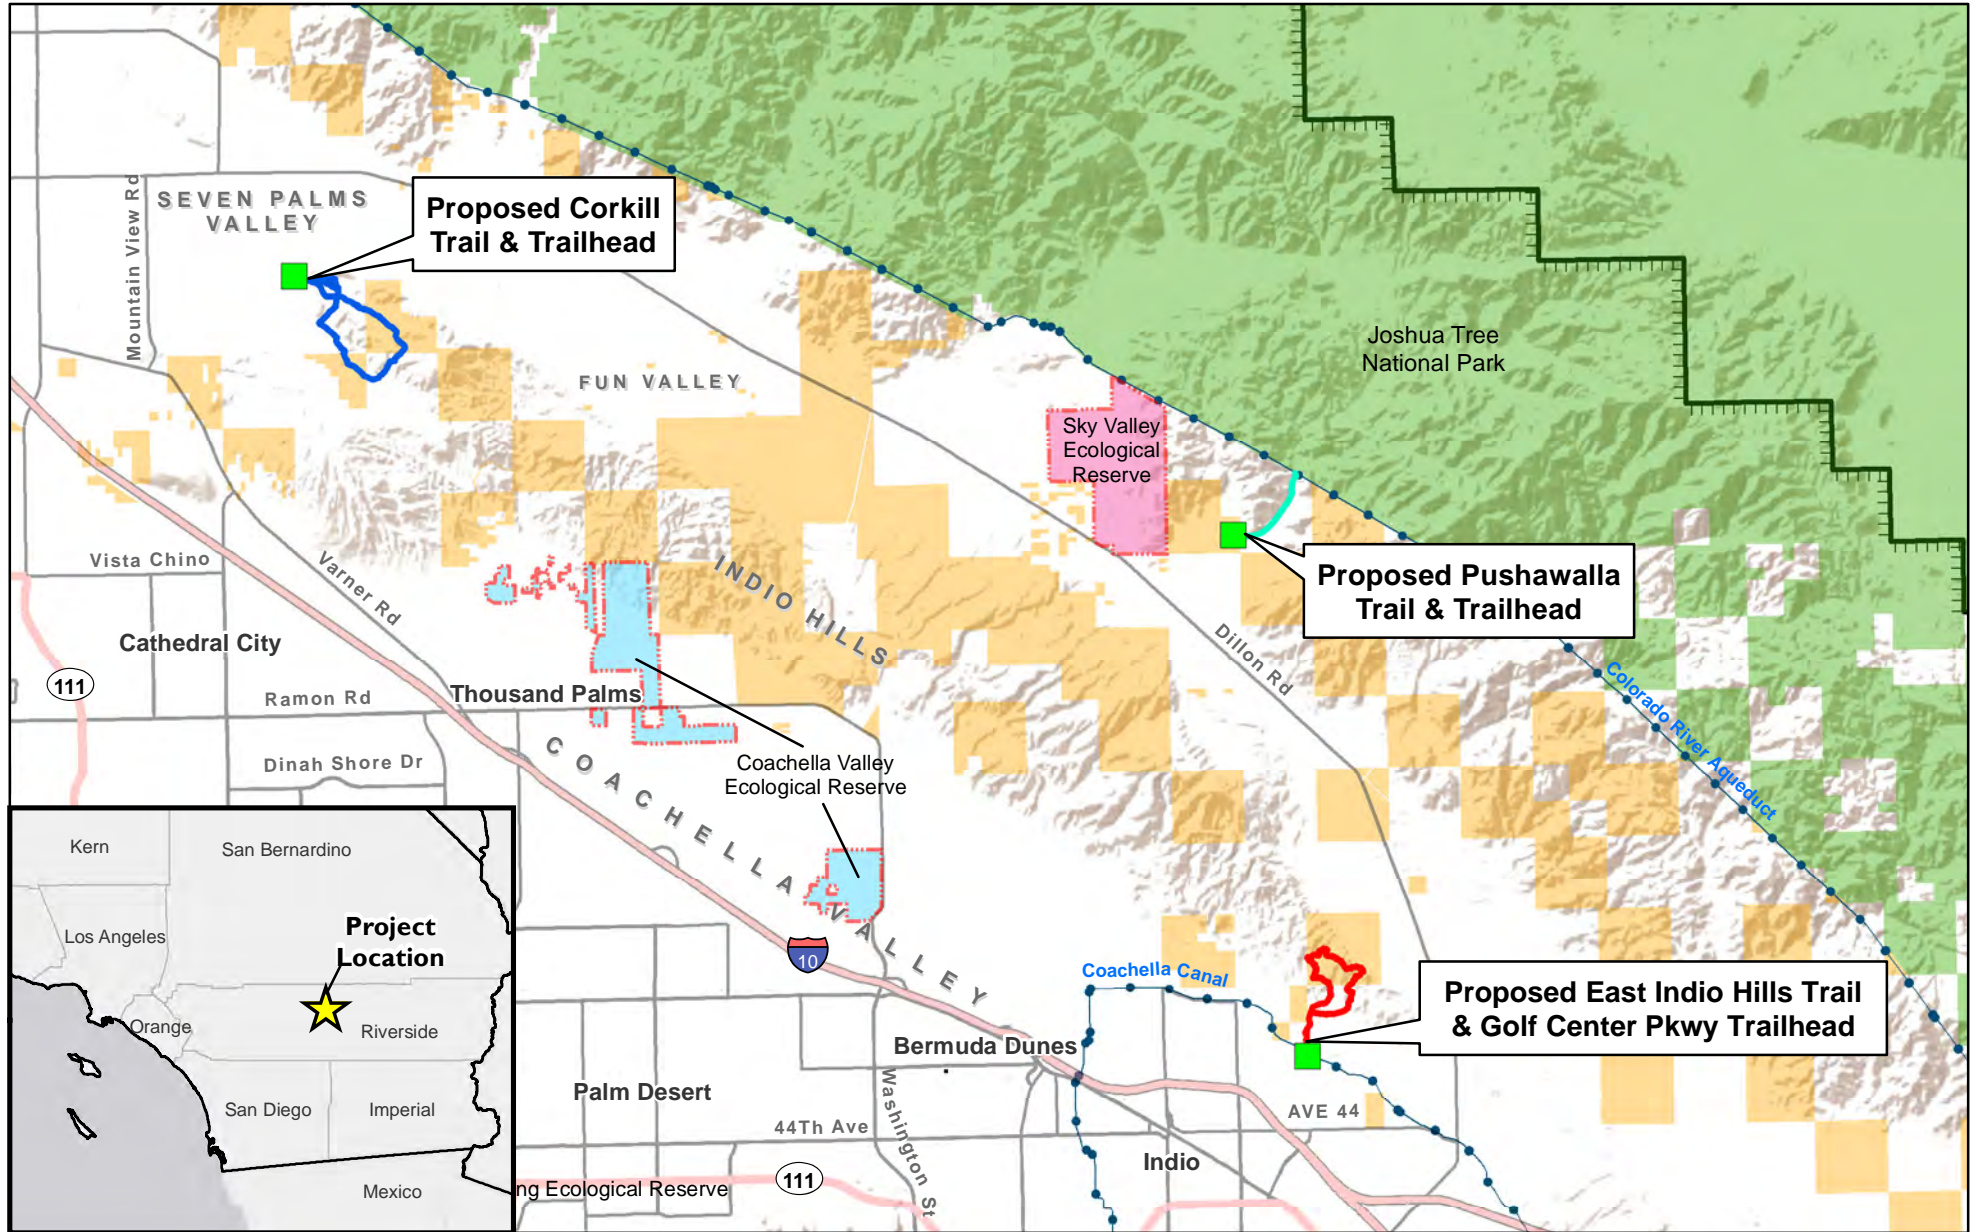 SEVEN PALMS
VALLEY
Mountain View Rd
Proposed Corkill
Trail & Trailhead
FUN VALLEY
Joshua Tree
National Park
Sky Valley
Ecological
Reserve
Proposed Pushawalla
Trail & Trailhead
Vista Chino
Varner Rd
INDIO HILLS
Dillon Rd
Cathedral City
111
Ramon Rd
Thousand Palms
Colorado River Aqueduct
Dinah Shore Dr
COACHELLA VALLEY
Coachella Valley
Ecological Reserve
10
Coachella Canal
Proposed East Indio Hills Trail
& Golf Center Pkwy Trailhead
Bermuda Dunes
Palm Desert
Washington St
44Th Ave
AVE 44
Indio
111
ng Ecological Reserve
Kern
San Bernardino
Los Angeles
Project
Location
Orange
Riverside
San Diego
Imperial
Mexico